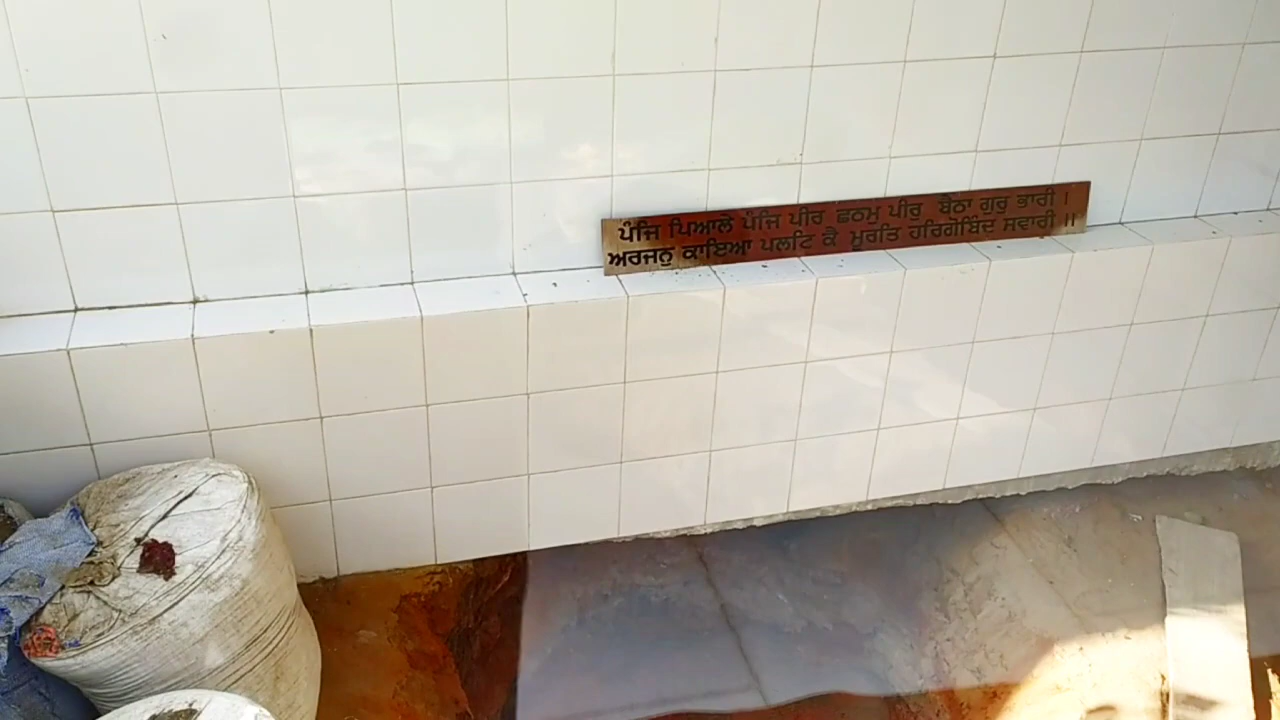 ਪੰਜਿ ਪਿਆਲੇ ਪੰਜਿ ਪੀਰ ਛਠਮੁ ਪੀਰੁ ਬੈਠਾ ਗੁਰੁ ਭਾਰੀ ।
ਅਰਜਨੁ ਕਾਇਆ ਪਲਟਿ ਕੈ ਮੂਰਤਿ ਹਰਿਗੋਬਿੰਦ ਸਵਾਰੀ ।।